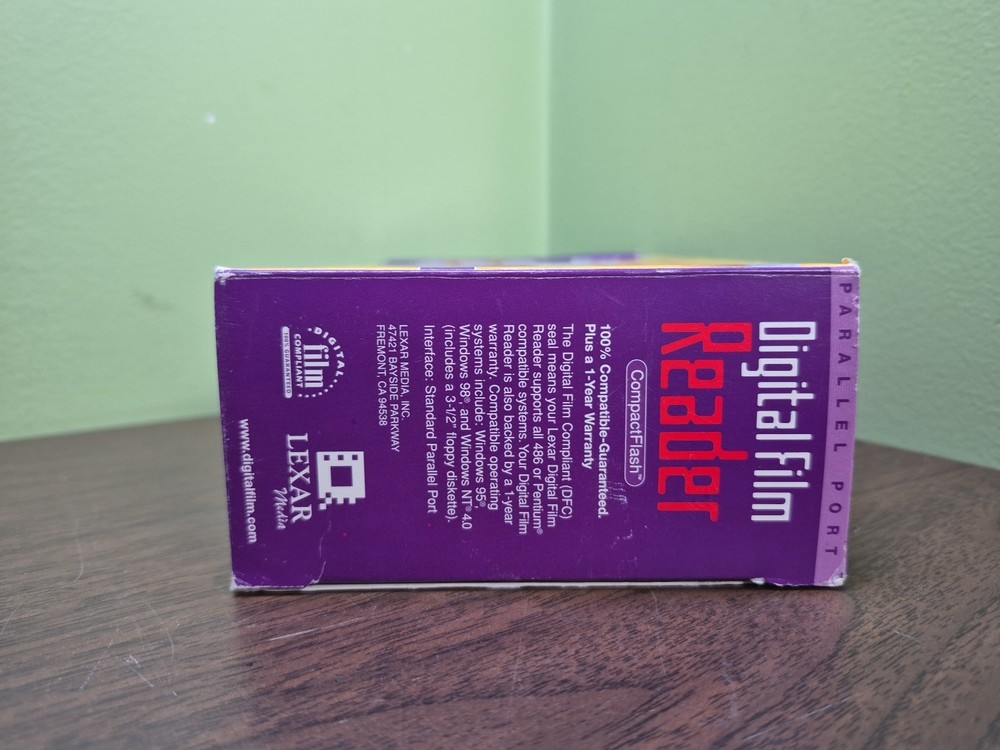 PARALLEL PORT
Digital Film
Reader
CompactFlash™
100% Compatible-Guaranteed.
Plus a 1-Year Warranty
The Digital Film Compliant (DFC)
seal means your Lexar Digital Film
Reader supports all 486 or Pentium®
compatible systems. Your Digital Film
Reader is also backed by a 1-year
warranty. Compatible operating
systems include: Windows 95®,
Windows 98® and Windows NT® 4.0
(includes a 3-1/2" floppy diskette).
Interface: Standard Parallel Port
LEXAR MEDIA, INC.
47421 BAYSIDE PARKWAY
FREMONT, CA 94538
DIGITAL
film
COMPLIANT
100% GUARANTEED
LEXAR
Media
www.digitalfilm.com